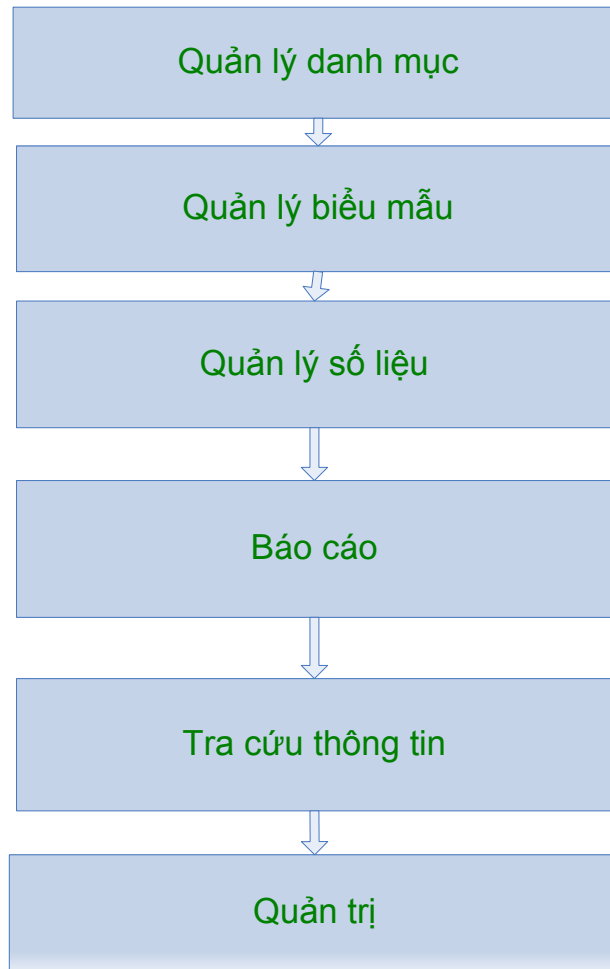 Quản lý danh mục
Quản lý biểu mẫu
Quản lý số liệu
Báo cáo
Tra cứu thông tin
Quản trị